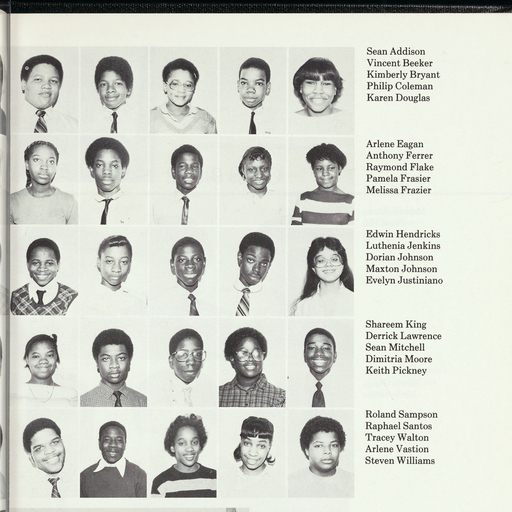 Sean Addison
Vincent Beeker
Kimberly Bryant
Philip Coleman
Karen Douglas
Arlene Eagan
Anthony Ferrer
Raymond Flake
Pamela Frasier
Melissa Frazier
Edwin Hendricks
Luthenia Jenkins
Dorian Johnson
Maxton Johnson
Evelyn Justiniano
Shareem King
Derrick Lawrence
Sean Mitchell
Dimitria Moore
Keith Pickney
Roland Sampson
Raphael Santos
Tracey Walton
Arlene Vastion
Steven Williams